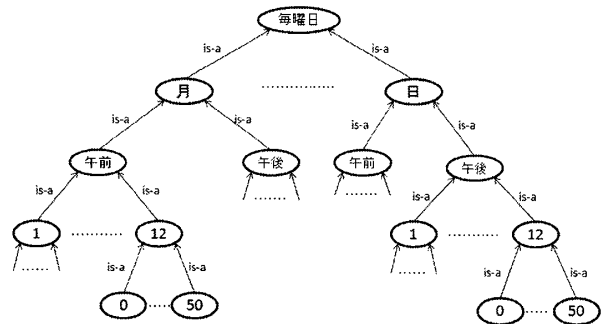 毎曜日
is-a is-a
月 ............ 日
is-a is-a is-a is-a
午前 午後 午前 午後
is-a is-a ....... ....... is-a is-a
1 ............ 12 1 ............ 12
...... is-a is-a ...... is-a is-a
0 ..... 50 0 ..... 50